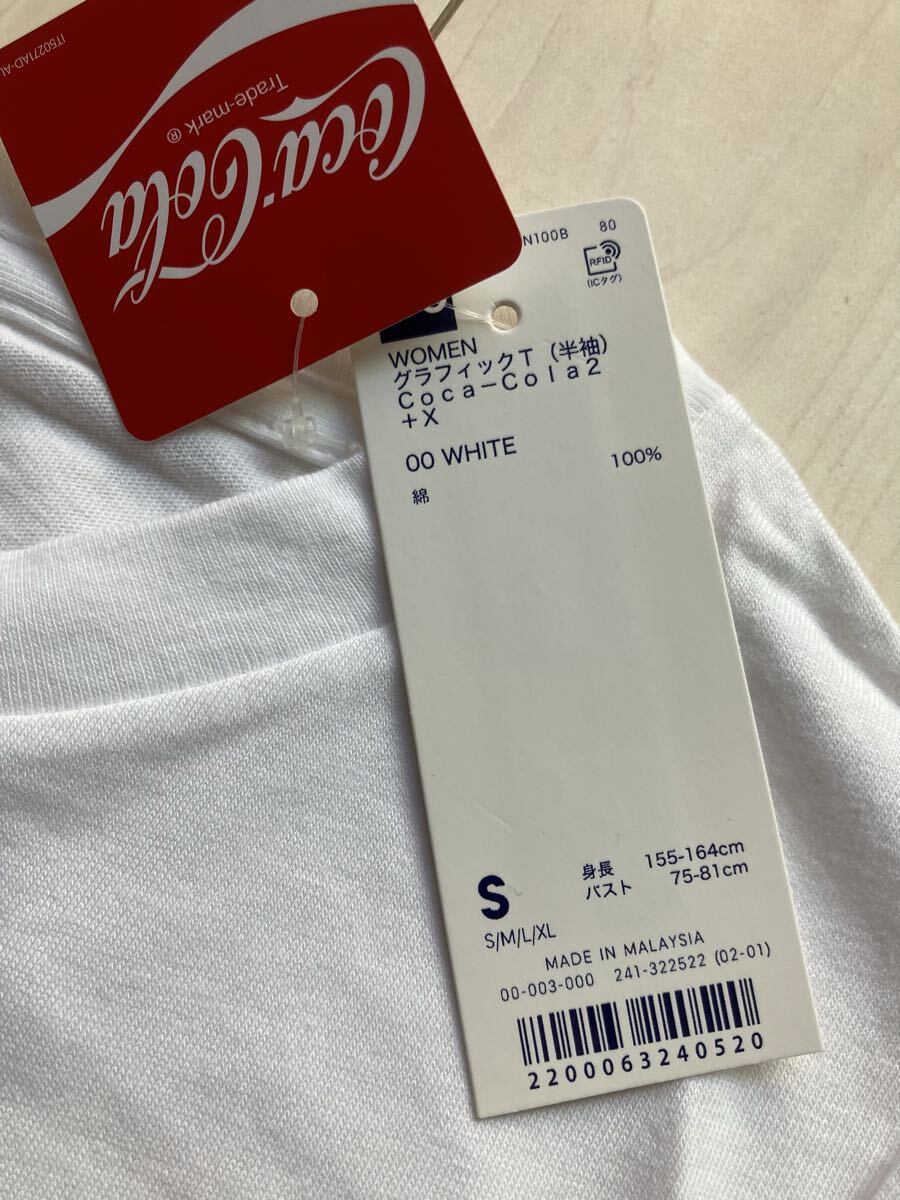 IT50271AD-AL
Trade-mark ®
Coca-Cola
N100B 80
RFID
(ICタグ)
WOMEN
グラフィックT (半袖)
Coca-Cola2
+X
00 WHITE
綿 100%
S 身長 155-164cm
バスト 75-81cm
S/M/L/XL
MADE IN MALAYSIA
00-003-000 241-322522 (02-01)
2200063240520